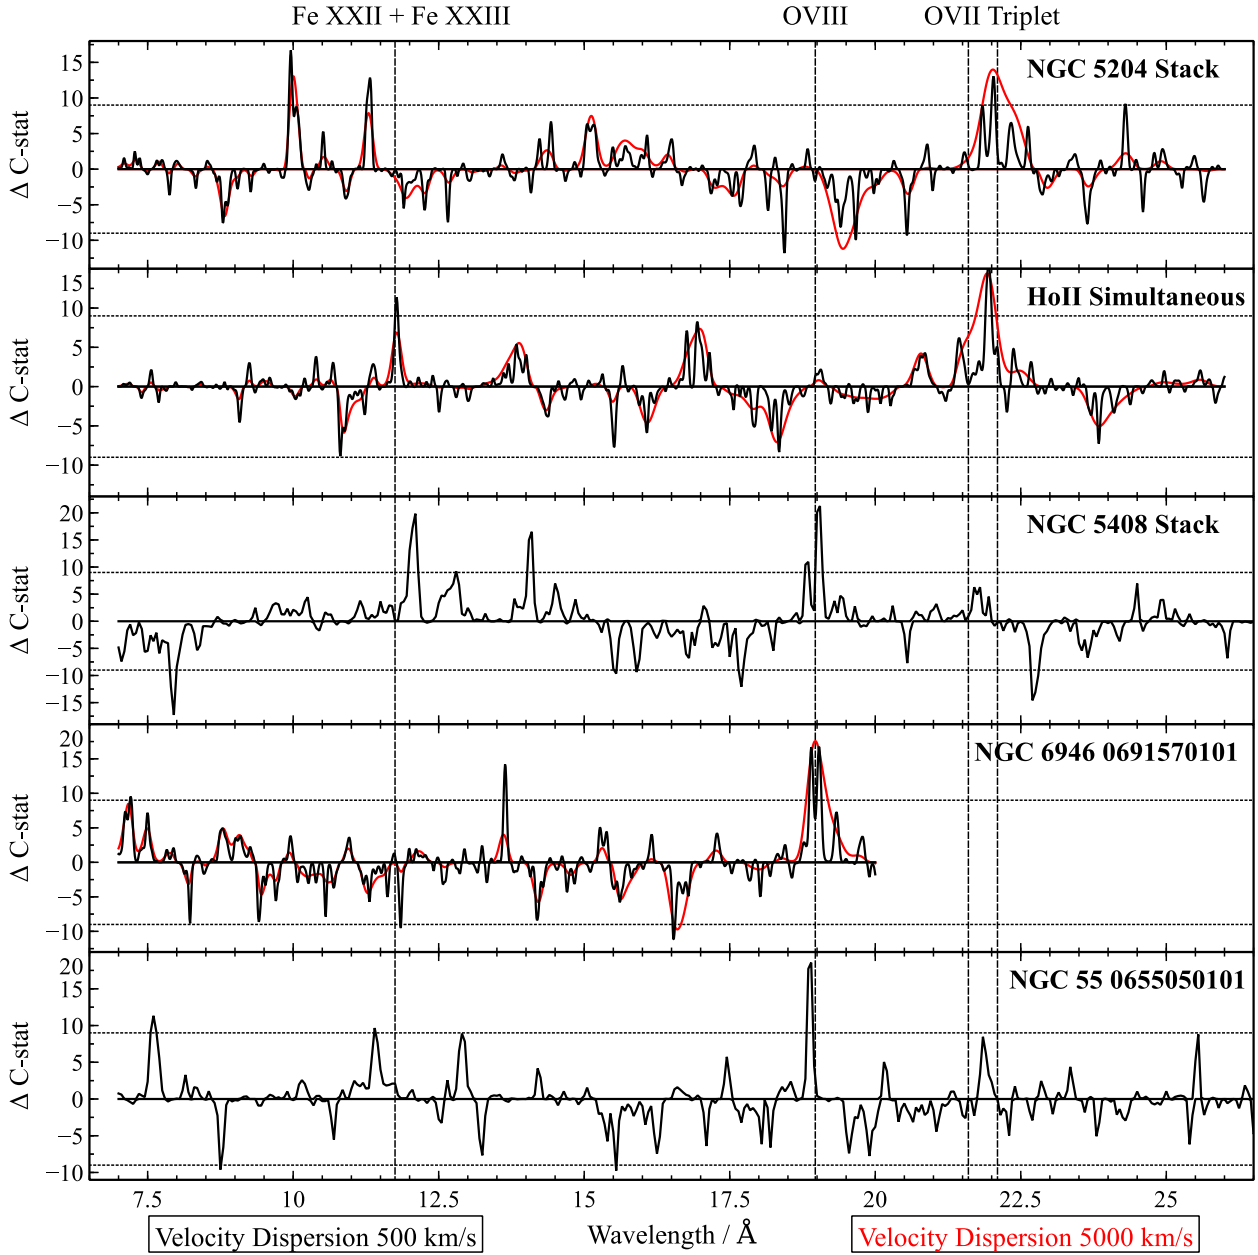 Fe XXII + Fe XXIII OVIII OVII Triplet
NGC 5204 Stack
15
10
5
0
−5
−10
Δ C-stat
HoII Simultaneous
15
10
5
0
−5
−10
Δ C-stat
NGC 5408 Stack
20
15
10
5
0
−5
−10
−15
Δ C-stat
NGC 6946 0691570101
20
15
10
5
0
−5
−10
Δ C-stat
NGC 55 0655050101
20
15
10
5
0
−5
−10
Δ C-stat
7.5 10 12.5 15 17.5 20 22.5 25
Velocity Dispersion 500 km/s Wavelength / Å Velocity Dispersion 5000 km/s